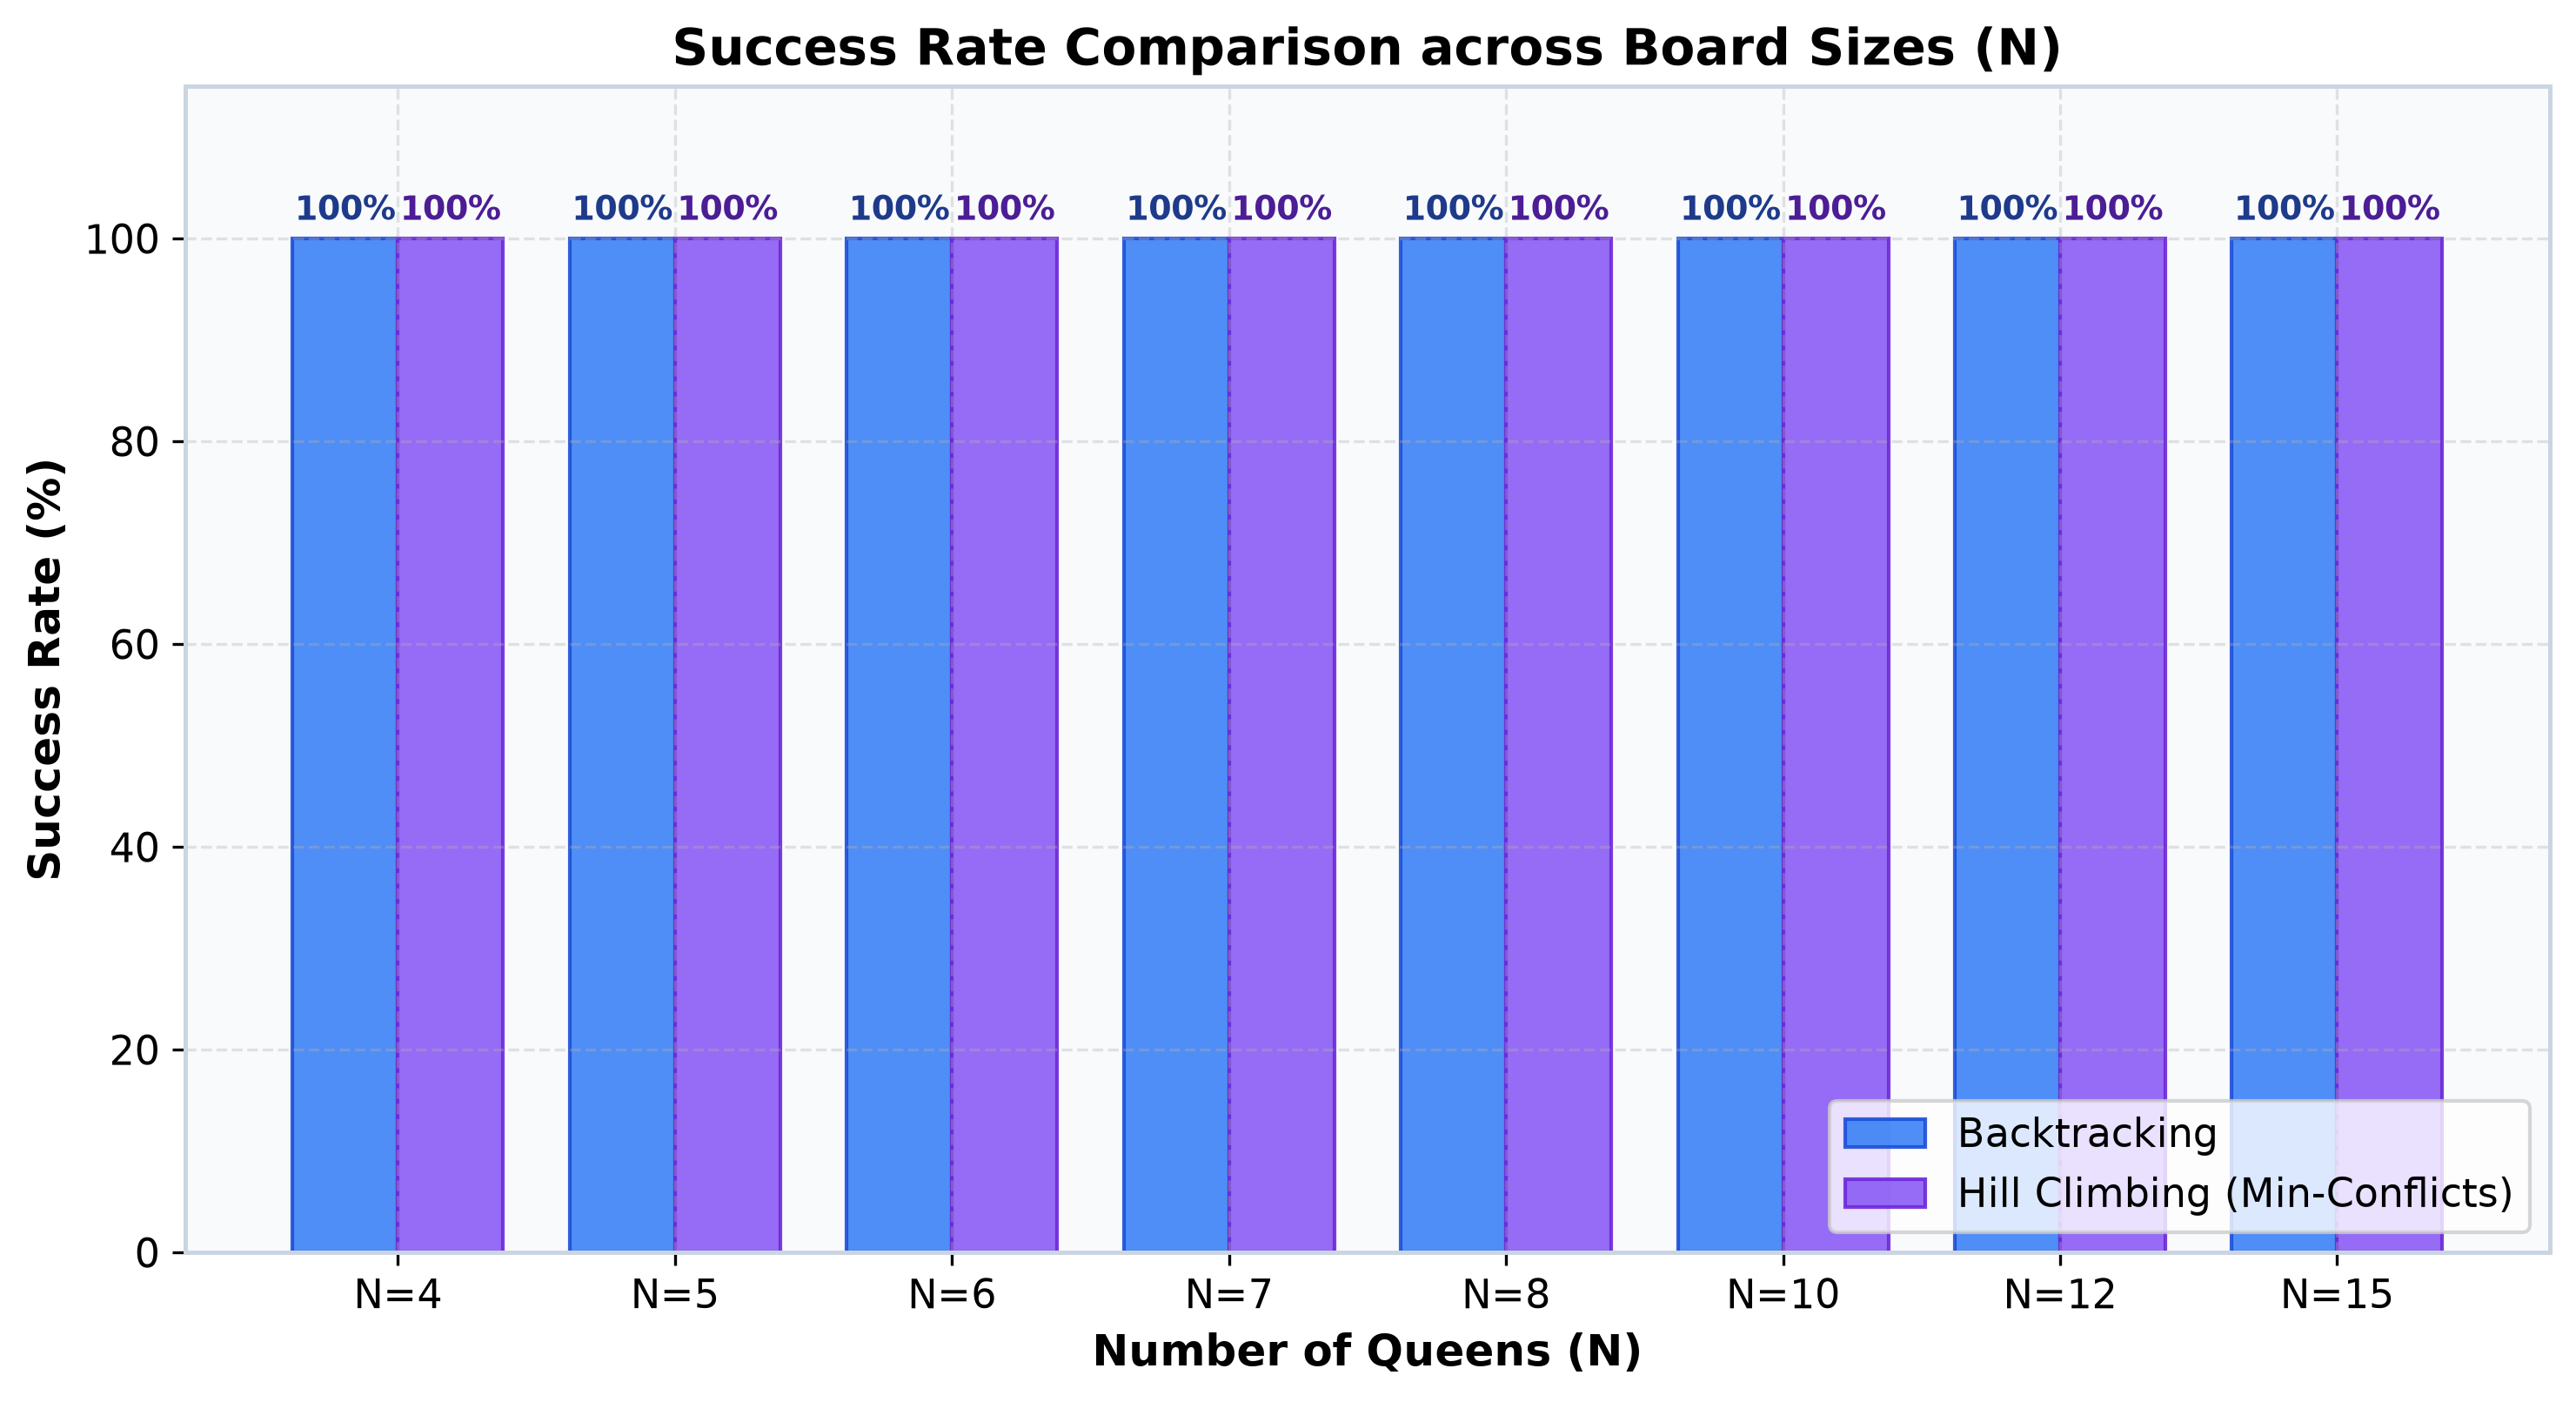 Success Rate Comparison across Board Sizes (N)
100% 100% 100% 100% 100% 100% 100% 100% 100% 100% 100% 100% 100% 100% 100% 100%
100
80
60
40
20
0
Success Rate (%)
Backtracking
Hill Climbing (Min-Conflicts)
N=4 N=5 N=6 N=7 N=8 N=10 N=12 N=15
Number of Queens (N)